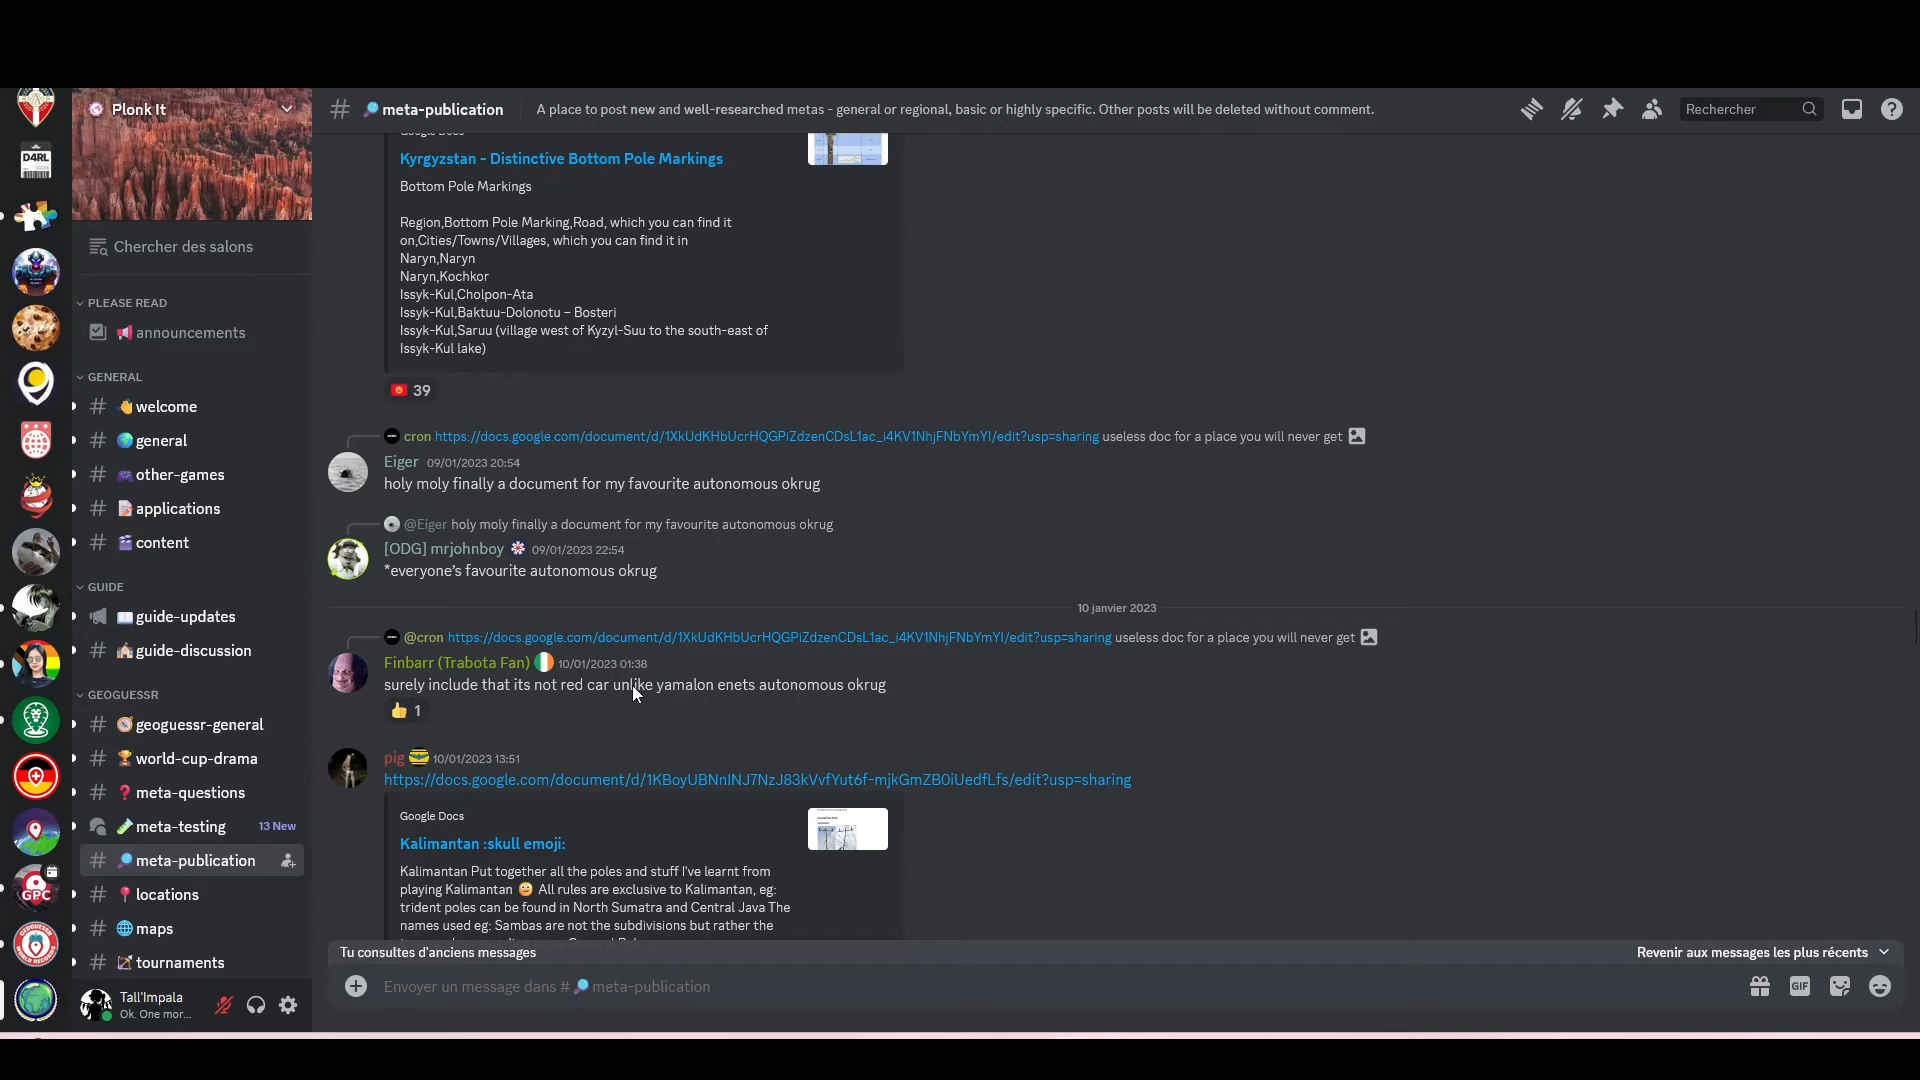 Plonk It
# meta-publication
A place to post new and well-researched metas - general or regional, basic or highly specific. Other posts will be deleted without comment.
Rechercher
D4RL
Chercher des salons
PLEASE READ
announcements
GENERAL
# welcome
# general
# other-games
# applications
# content
GUIDE
guide-updates
# guide-discussion
GEOGUESSR
# geoguessr-general
# world-cup-drama
# meta-questions
meta-testing 13 New
# meta-publication
# locations
# maps
# tournaments
GPC
Tall'Impala
Ok. One mor...
Google Docs
Kyrgyzstan - Distinctive Bottom Pole Markings
Bottom Pole Markings
Region,Bottom Pole Marking,Road, which you can find it
on,Cities/Towns/Villages, which you can find it in
Naryn,Naryn
Naryn,Kochkor
Issyk-Kul,Cholpon-Ata
Issyk-Kul,Baktuu-Dolonotu – Bosteri
Issyk-Kul,Saruu (village west of Kyzyl-Suu to the south-east of
Issyk-Kul lake)
39
cron https://docs.google.com/document/d/1XkUdKHbUcrHQGPiZdzenCDsL1ac_i4KV1NhjFNbYmYI/edit?usp=sharing useless doc for a place you will never get
Eiger 09/01/2023 20:54
holy moly finally a document for my favourite autonomous okrug
@Eiger holy moly finally a document for my favourite autonomous okrug
[ODG] mrjohnboy 09/01/2023 22:54
*everyone's favourite autonomous okrug
10 janvier 2023
@cron https://docs.google.com/document/d/1XkUdKHbUcrHQGPiZdzenCDsL1ac_i4KV1NhjFNbYmYI/edit?usp=sharing useless doc for a place you will never get
Finbarr (Trabota Fan) 10/01/2023 01:38
surely include that its not red car unlike yamalon enets autonomous okrug
1
pig 10/01/2023 13:51
https://docs.google.com/document/d/1KBoyUBNnINJ7NzJ83kVvfYut6f-mjkGmZB0iUedfLfs/edit?usp=sharing
Google Docs
Kalimantan :skull emoji:
Kalimantan Put together all the poles and stuff I've learnt from
playing Kalimantan All rules are exclusive to Kalimantan, eg:
trident poles can be found in North Sumatra and Central Java The
names used eg: Sambas are not the subdivisions but rather the
Tu consultes d'anciens messages
Revenir aux messages les plus récents
Envoyer un message dans # meta-publication
GIF